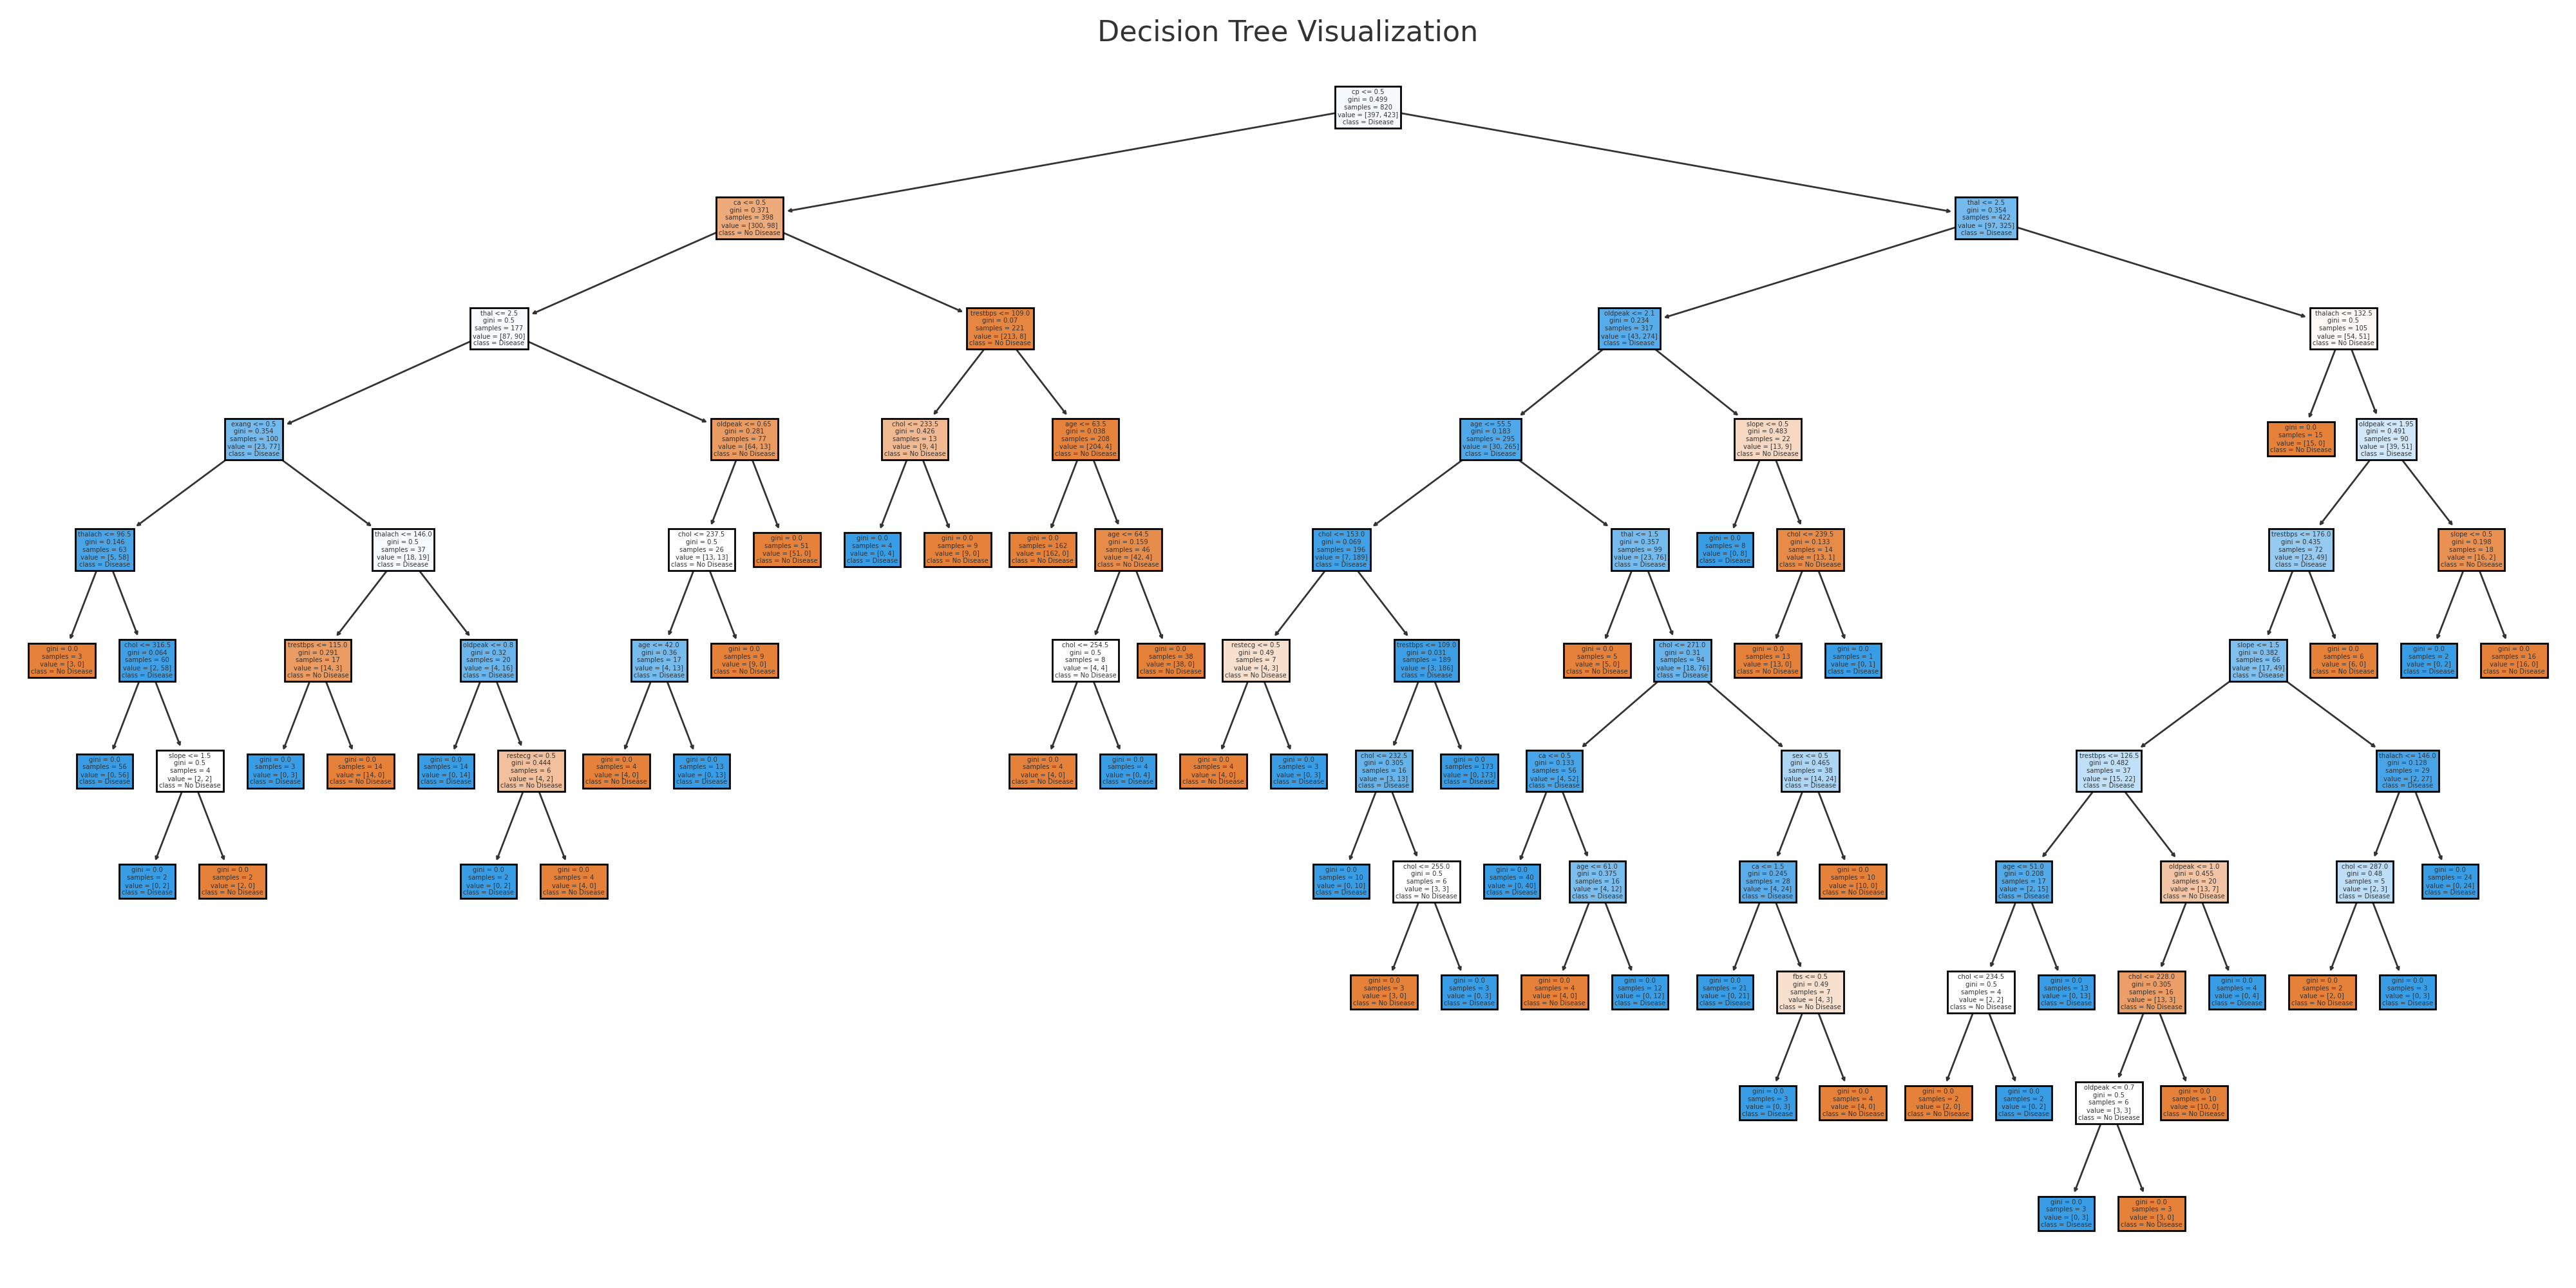 Decision Tree Visualization
cp <= 0.5
gini = 0.499
samples = 820
value = [397, 423]
class = Disease
ca <= 0.5
gini = 0.371
samples = 398
value = [300, 98]
class = No Disease
thal <= 2.5
gini = 0.354
samples = 422
value = [97, 325]
class = Disease
thal <= 2.5
gini = 0.5
samples = 177
value = [87, 90]
class = Disease
trestbps <= 109.0
gini = 0.07
samples = 221
value = [213, 8]
class = No Disease
oldpeak <= 2.1
gini = 0.234
samples = 317
value = [43, 274]
class = Disease
thalach <= 132.5
gini = 0.5
samples = 105
value = [54, 51]
class = No Disease
exang <= 0.5
gini = 0.354
samples = 100
value = [23, 77]
class = Disease
oldpeak <= 0.65
gini = 0.281
samples = 77
value = [64, 13]
class = No Disease
chol <= 233.5
gini = 0.426
samples = 13
value = [9, 4]
class = No Disease
age <= 63.5
gini = 0.038
samples = 208
value = [204, 4]
class = No Disease
age <= 55.5
gini = 0.183
samples = 295
value = [30, 265]
class = Disease
slope <= 0.5
gini = 0.483
samples = 22
value = [13, 9]
class = No Disease
gini = 0.0
samples = 15
value = [15, 0]
class = No Disease
oldpeak <= 1.95
gini = 0.491
samples = 90
value = [39, 51]
class = Disease
thalach <= 96.5
gini = 0.146
samples = 63
value = [5, 58]
class = Disease
thalach <= 146.0
gini = 0.5
samples = 37
value = [18, 19]
class = Disease
chol <= 237.5
gini = 0.5
samples = 26
value = [13, 13]
class = No Disease
gini = 0.0
samples = 51
value = [51, 0]
class = No Disease
gini = 0.0
samples = 4
value = [0, 4]
class = Disease
gini = 0.0
samples = 9
value = [9, 0]
class = No Disease
gini = 0.0
samples = 162
value = [162, 0]
class = No Disease
age <= 64.5
gini = 0.159
samples = 46
value = [42, 4]
class = No Disease
chol <= 153.0
gini = 0.069
samples = 196
value = [7, 189]
class = Disease
thal <= 1.5
gini = 0.357
samples = 99
value = [23, 76]
class = Disease
gini = 0.0
samples = 8
value = [0, 8]
class = Disease
chol <= 239.5
gini = 0.133
samples = 14
value = [13, 1]
class = No Disease
trestbps <= 176.0
gini = 0.435
samples = 72
value = [23, 49]
class = Disease
slope <= 0.5
gini = 0.198
samples = 18
value = [16, 2]
class = No Disease
gini = 0.0
samples = 3
value = [3, 0]
class = No Disease
chol <= 316.5
gini = 0.064
samples = 60
value = [2, 58]
class = Disease
trestbps <= 115.0
gini = 0.291
samples = 17
value = [14, 3]
class = No Disease
oldpeak <= 0.8
gini = 0.32
samples = 20
value = [4, 16]
class = Disease
age <= 42.0
gini = 0.36
samples = 17
value = [4, 13]
class = Disease
gini = 0.0
samples = 9
value = [9, 0]
class = No Disease
chol <= 254.5
gini = 0.5
samples = 8
value = [4, 4]
class = No Disease
gini = 0.0
samples = 38
value = [38, 0]
class = No Disease
restecg <= 0.5
gini = 0.49
samples = 7
value = [4, 3]
class = No Disease
trestbps <= 109.0
gini = 0.031
samples = 189
value = [3, 186]
class = Disease
gini = 0.0
samples = 5
value = [5, 0]
class = No Disease
chol <= 271.0
gini = 0.31
samples = 94
value = [18, 76]
class = Disease
gini = 0.0
samples = 13
value = [13, 0]
class = No Disease
gini = 0.0
samples = 1
value = [0, 1]
class = Disease
slope <= 1.5
gini = 0.382
samples = 66
value = [17, 49]
class = Disease
gini = 0.0
samples = 6
value = [6, 0]
class = No Disease
gini = 0.0
samples = 2
value = [0, 2]
class = Disease
gini = 0.0
samples = 16
value = [16, 0]
class = No Disease
gini = 0.0
samples = 56
value = [0, 56]
class = Disease
slope <= 1.5
gini = 0.5
samples = 4
value = [2, 2]
class = No Disease
gini = 0.0
samples = 3
value = [0, 3]
class = Disease
gini = 0.0
samples = 14
value = [14, 0]
class = No Disease
gini = 0.0
samples = 14
value = [0, 14]
class = Disease
restecg <= 0.5
gini = 0.444
samples = 6
value = [4, 2]
class = No Disease
gini = 0.0
samples = 4
value = [4, 0]
class = No Disease
gini = 0.0
samples = 13
value = [0, 13]
class = Disease
gini = 0.0
samples = 4
value = [4, 0]
class = No Disease
gini = 0.0
samples = 4
value = [0, 4]
class = Disease
gini = 0.0
samples = 4
value = [4, 0]
class = No Disease
gini = 0.0
samples = 3
value = [0, 3]
class = Disease
chol <= 232.5
gini = 0.305
samples = 16
value = [3, 13]
class = Disease
gini = 0.0
samples = 173
value = [0, 173]
class = Disease
ca <= 0.5
gini = 0.133
samples = 56
value = [4, 52]
class = Disease
sex <= 0.5
gini = 0.465
samples = 38
value = [14, 24]
class = Disease
trestbps <= 126.5
gini = 0.482
samples = 37
value = [15, 22]
class = Disease
thalach <= 146.0
gini = 0.128
samples = 29
value = [2, 27]
class = Disease
gini = 0.0
samples = 2
value = [0, 2]
class = Disease
gini = 0.0
samples = 2
value = [2, 0]
class = No Disease
gini = 0.0
samples = 2
value = [0, 2]
class = Disease
gini = 0.0
samples = 4
value = [4, 0]
class = No Disease
gini = 0.0
samples = 10
value = [0, 10]
class = Disease
chol <= 255.0
gini = 0.5
samples = 6
value = [3, 3]
class = No Disease
gini = 0.0
samples = 40
value = [0, 40]
class = Disease
age <= 61.0
gini = 0.375
samples = 16
value = [4, 12]
class = Disease
ca <= 1.5
gini = 0.245
samples = 28
value = [4, 24]
class = Disease
gini = 0.0
samples = 10
value = [10, 0]
class = No Disease
age <= 51.0
gini = 0.208
samples = 17
value = [2, 15]
class = Disease
oldpeak <= 1.0
gini = 0.455
samples = 20
value = [13, 7]
class = No Disease
chol <= 287.0
gini = 0.48
samples = 5
value = [2, 3]
class = Disease
gini = 0.0
samples = 24
value = [0, 24]
class = Disease
gini = 0.0
samples = 3
value = [3, 0]
class = No Disease
gini = 0.0
samples = 3
value = [0, 3]
class = Disease
gini = 0.0
samples = 4
value = [4, 0]
class = No Disease
gini = 0.0
samples = 12
value = [0, 12]
class = Disease
gini = 0.0
samples = 21
value = [0, 21]
class = Disease
fbs <= 0.5
gini = 0.49
samples = 7
value = [4, 3]
class = No Disease
chol <= 234.5
gini = 0.5
samples = 4
value = [2, 2]
class = No Disease
gini = 0.0
samples = 13
value = [0, 13]
class = Disease
chol <= 228.0
gini = 0.305
samples = 16
value = [13, 3]
class = No Disease
gini = 0.0
samples = 4
value = [0, 4]
class = Disease
gini = 0.0
samples = 2
value = [2, 0]
class = No Disease
gini = 0.0
samples = 3
value = [0, 3]
class = Disease
gini = 0.0
samples = 3
value = [0, 3]
class = Disease
gini = 0.0
samples = 4
value = [4, 0]
class = No Disease
gini = 0.0
samples = 2
value = [2, 0]
class = No Disease
gini = 0.0
samples = 2
value = [0, 2]
class = Disease
oldpeak <= 0.7
gini = 0.5
samples = 6
value = [3, 3]
class = No Disease
gini = 0.0
samples = 10
value = [10, 0]
class = No Disease
gini = 0.0
samples = 3
value = [0, 3]
class = Disease
gini = 0.0
samples = 3
value = [3, 0]
class = No Disease